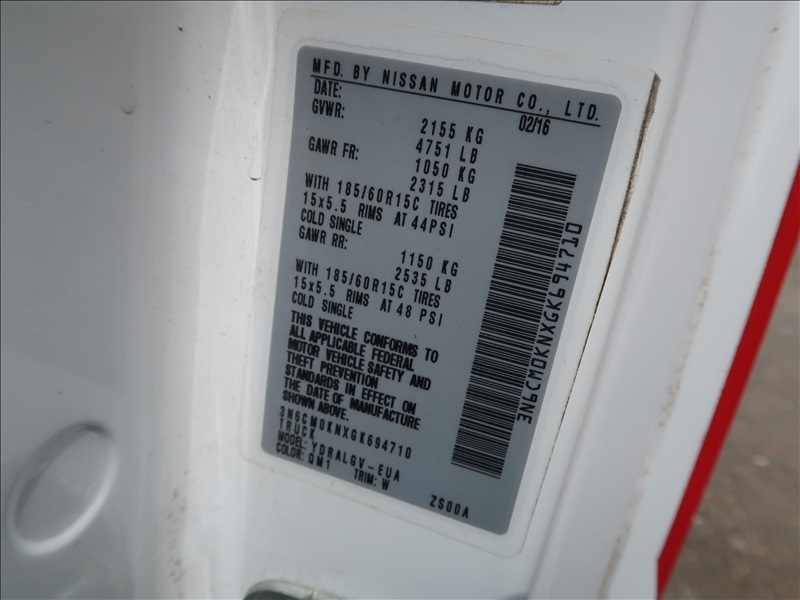 MFD. BY NISSAN MOTOR CO., LTD.
DATE: 02/16
GVWR: 2155 KG
4751 LB
GAWR FR: 1050 KG
2315 LB
WITH 185/60R15C TIRES
15x5.5 RIMS AT 44PSI
COLD SINGLE
GAWR RR: 1150 KG
2535 LB
WITH 185/60R15C TIRES
15x5.5 RIMS AT 48 PSI
COLD SINGLE
THIS VEHICLE CONFORMS TO
ALL APPLICABLE FEDERAL
MOTOR VEHICLE SAFETY AND
THEFT PREVENTION
STANDARDS IN EFFECT ON
THE DATE OF MANUFACTURE
SHOWN ABOVE.
3N6CM0KNXGK694710
TRUCK
MODEL: YDRALGV-EUA
COLOR: QM1 TRIM: W
ZS00A
3N6CM0KNXGK694710